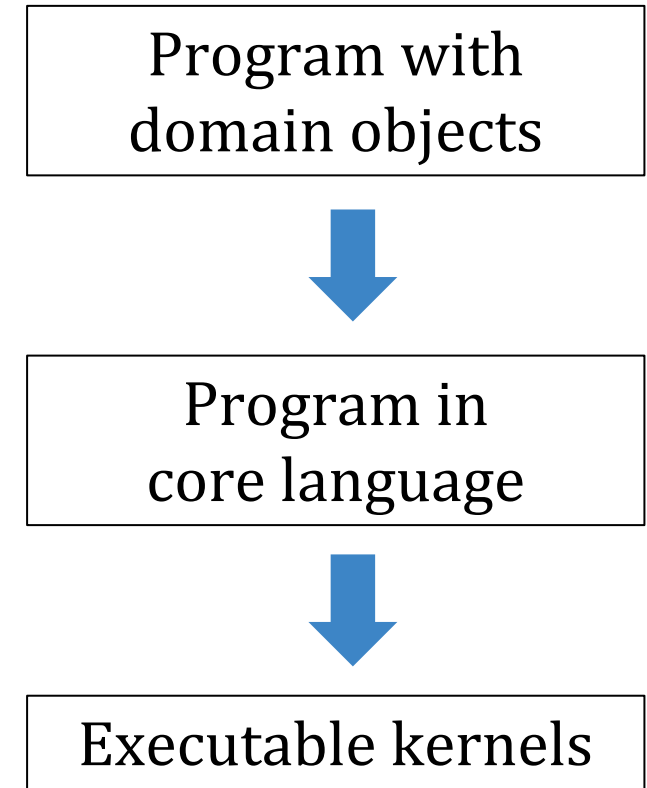 Program with
domain objects
Program in
core language
Executable kernels